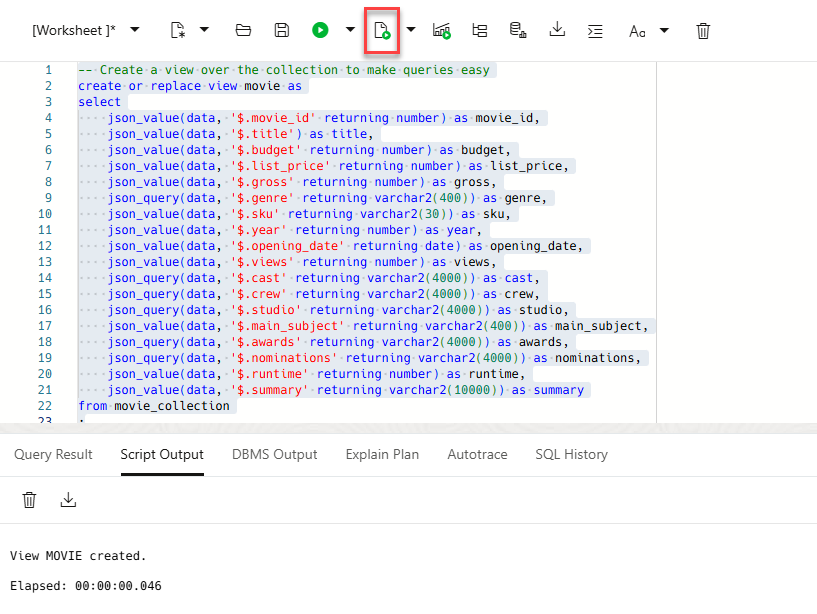 [Worksheet ]*
Aa
1 -- Create a view over the collection to make queries easy
2 create or replace view movie as
3 select
4 json_value(data, '$.movie_id' returning number) as movie_id,
5 json_value(data, '$.title') as title,
6 json_value(data, '$.budget' returning number) as budget,
7 json_value(data, '$.list_price' returning number) as list_price,
8 json_value(data, '$.gross' returning number) as gross,
9 json_query(data, '$.genre' returning varchar2(400)) as genre,
10 json_value(data, '$.sku' returning varchar2(30)) as sku,
11 json_value(data, '$.year' returning number) as year,
12 json_value(data, '$.opening_date' returning date) as opening_date,
13 json_value(data, '$.views' returning number) as views,
14 json_query(data, '$.cast' returning varchar2(4000)) as cast,
15 json_query(data, '$.crew' returning varchar2(4000)) as crew,
16 json_query(data, '$.studio' returning varchar2(4000)) as studio,
17 json_value(data, '$.main_subject' returning varchar2(400)) as main_subject,
18 json_query(data, '$.awards' returning varchar2(4000)) as awards,
19 json_query(data, '$.nominations' returning varchar2(4000)) as nominations,
20 json_value(data, '$.runtime' returning number) as runtime,
21 json_value(data, '$.summary' returning varchar2(10000)) as summary
22 from movie_collection
23 ;
Query Result Script Output DBMS Output Explain Plan Autotrace SQL History
View MOVIE created.
Elapsed: 00:00:00.046